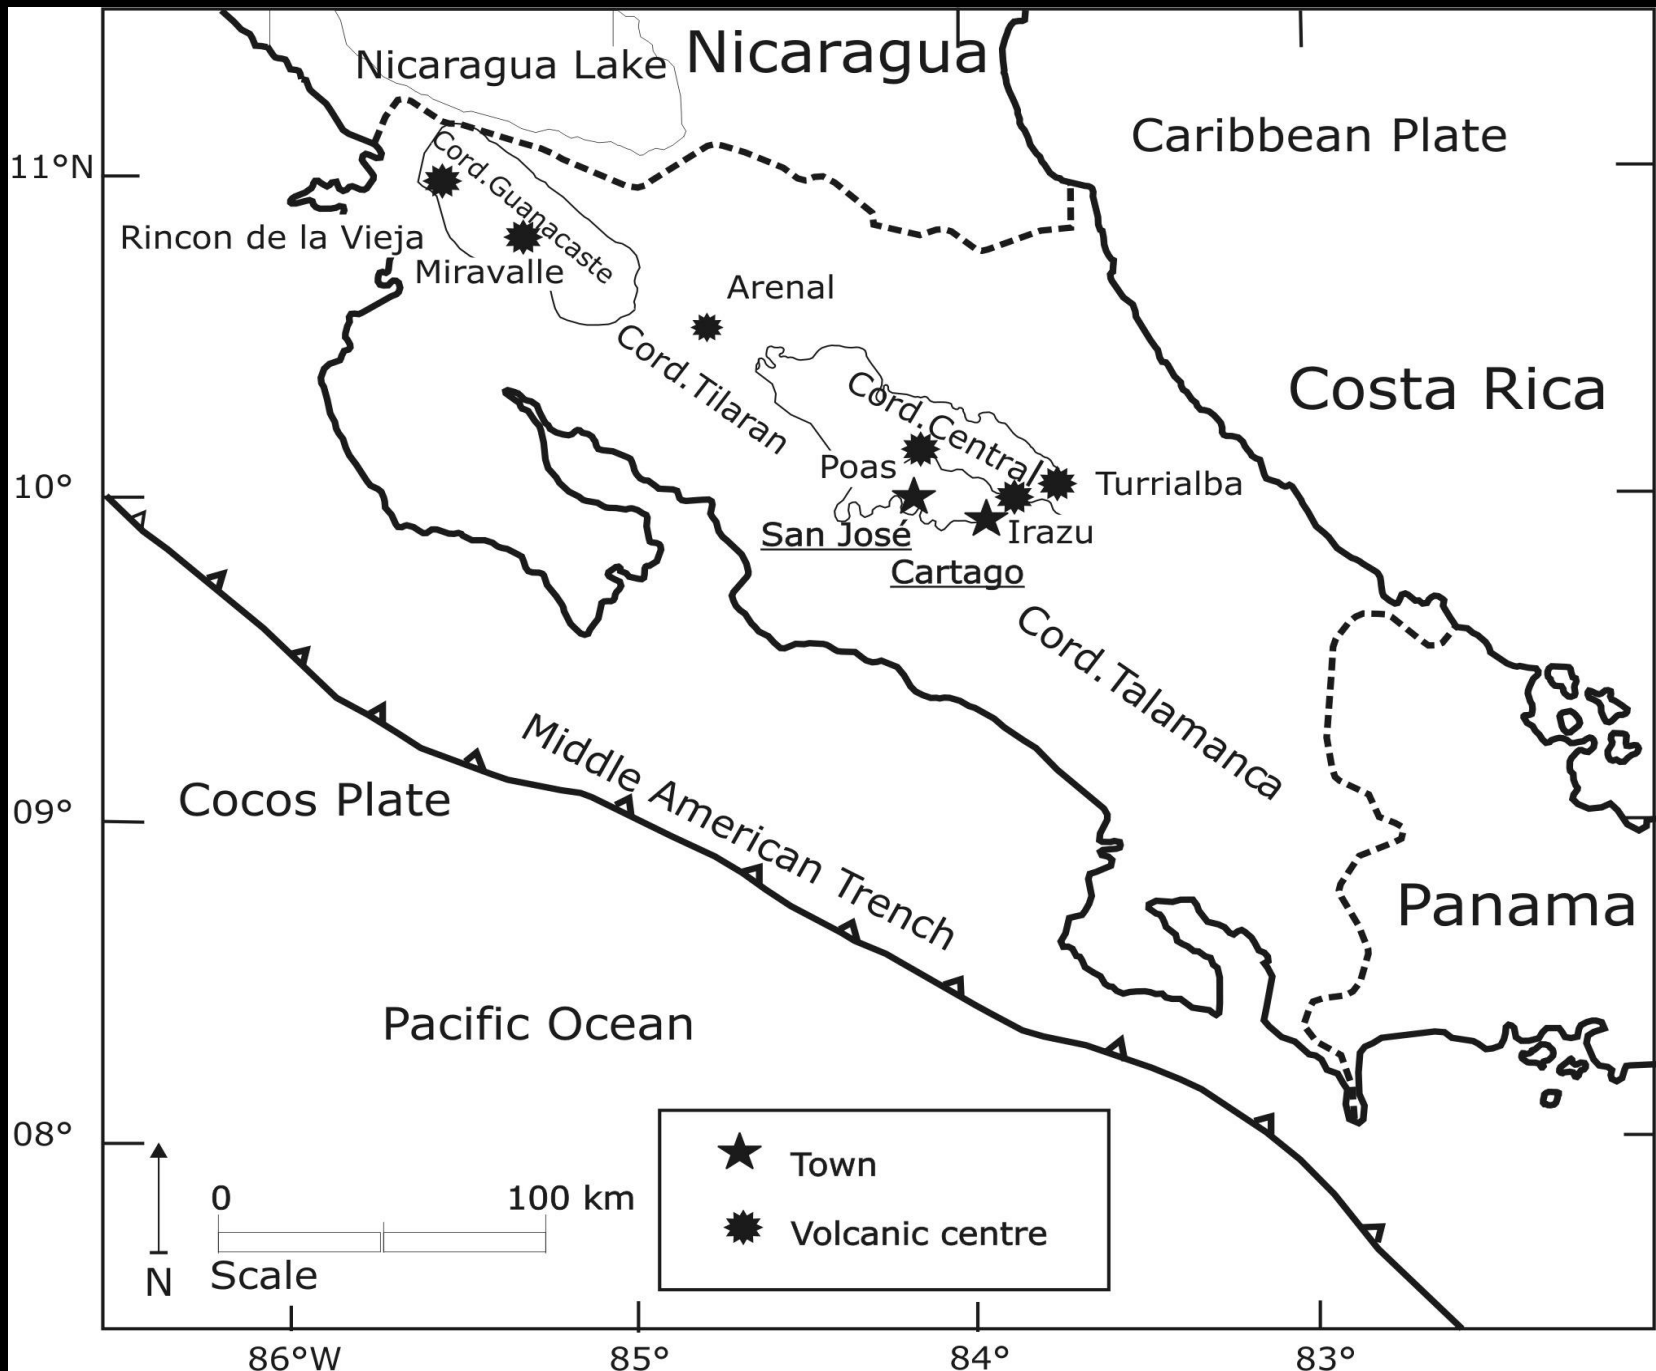 Nicaragua Lake
Nicaragua
Caribbean Plate
11°N
Cord.Guanacaste
Rincon de la Vieja
Miravalle
Arenal
Cord.Tilaran
Costa Rica
Cord.Central
Poas
10°
Turrialba
San José
Irazu
Cartago
Cord.Talamanca
Middle American Trench
Cocos Plate
09°
Panama
Pacific Ocean
08°
Town
0
100 km
Volcanic centre
N
Scale
86°W
85°
84°
83°